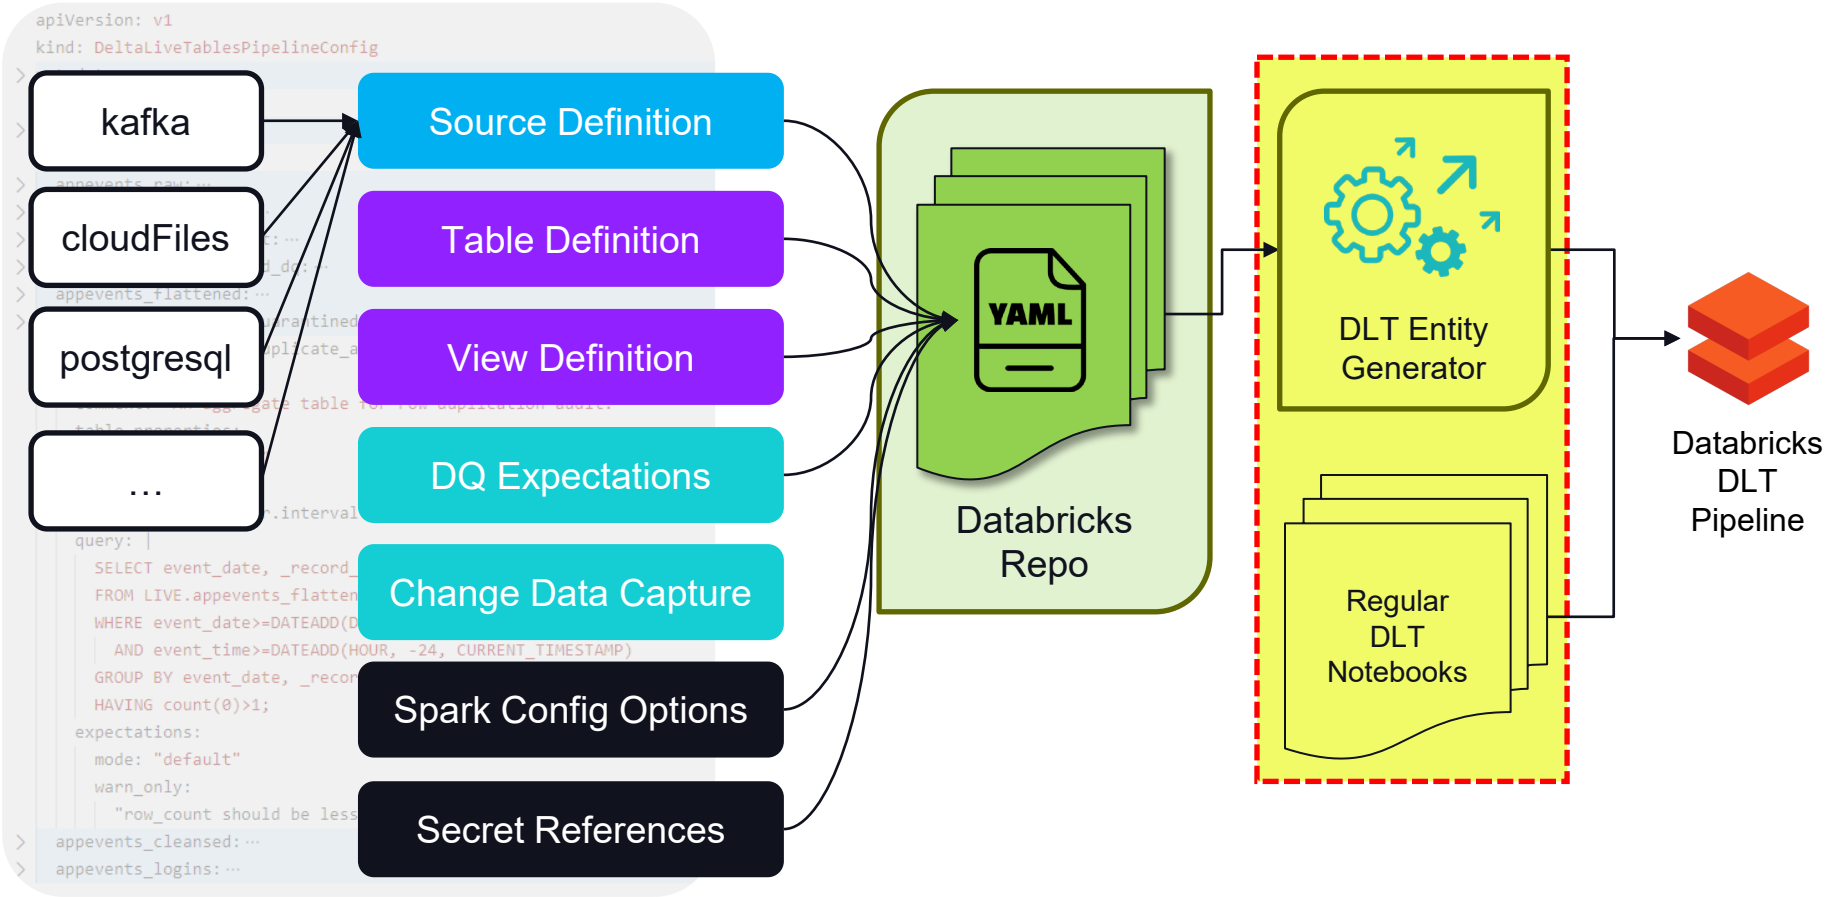 apiVersion: v1
kind: DeltaLiveTablesPipelineConfig
kafka
cloudFiles
postgresql
...
Source Definition
Table Definition
View Definition
DQ Expectations
Change Data Capture
Spark Config Options
Secret References
appevents_raw: ...
appevents_flattened: ...
query: |
SELECT event_date, _record_
FROM LIVE.appevents_flatten
WHERE event_date>=DATEADD(D
AND event_time>=DATEADD(HOUR, -24, CURRENT_TIMESTAMP)
GROUP BY event_date, _recor
HAVING count(0)>1;
expectations:
mode: "default"
warn_only:
"row_count should be less
appevents_cleansed: ...
appevents_logins: ...
YAML
Databricks
Repo
DLT Entity
Generator
Regular
DLT
Notebooks
Databricks
DLT
Pipeline